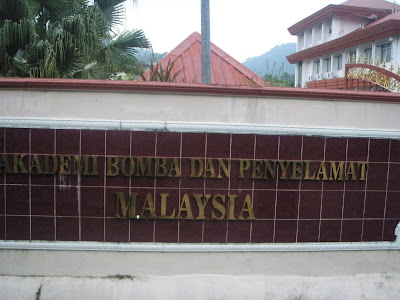 AKADEMI BOMBA DAN PENYELAMAT
MALAYSIA